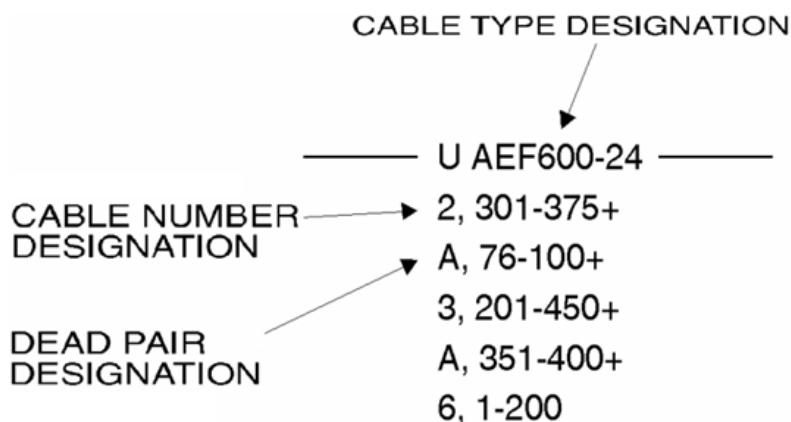 CABLE TYPE DESIGNATION
U AEF600-24
CABLE NUMBER
DESIGNATION
2, 301-375+
A, 76-100+
3, 201-450+
DEAD PAIR
DESIGNATION
A, 351-400+
6, 1-200